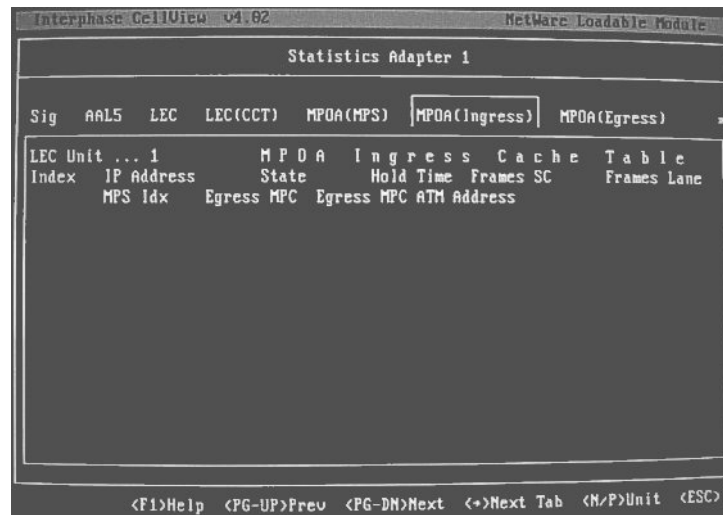 Interphase CellView v4.02 NetWare Loadable Module
Statistics Adapter 1
Sig AAL5 LEC LEC(CCT) MPOA(MPS) MPOA(Ingress) MPOA(Egress)
LEC Unit ... 1 M P O A I n g r e s s C a c h e T a b l e
Index IP Address State Hold Time Frames SC Frames Lane
MPS Idx Egress MPC Egress MPC ATM Address
<F1>Help <PG-UP>Prev <PG-DN>Next <→>Next Tab <N/P>Unit <ESC>